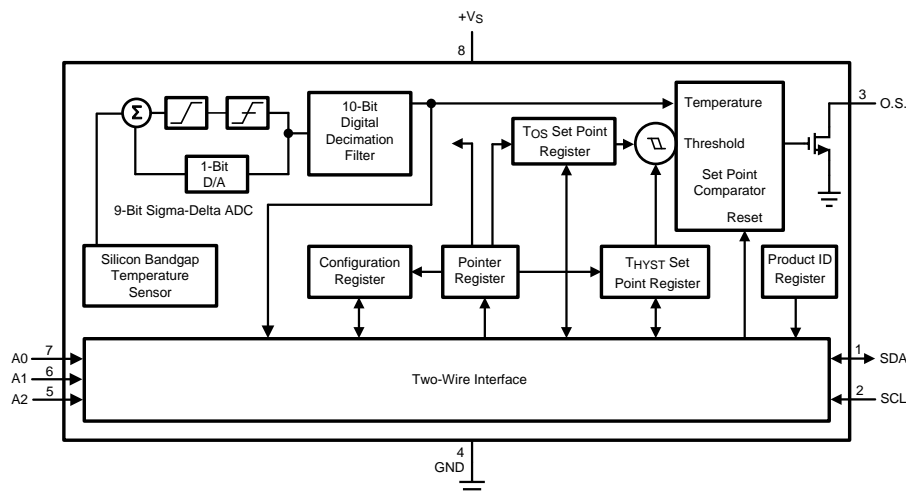 +VS
8
10-Bit
Digital
Decimation
Filter
Σ
1-Bit
D/A
9-Bit Sigma-Delta ADC
Silicon Bandgap
Temperature
Sensor
TOS Set Point
Register
Temperature
Threshold
Set Point
Comparator
Reset
3
O.S.
Configuration
Register
Pointer
Register
THYST Set
Point Register
Product ID
Register
A0
7
A1
6
A2
5
Two-Wire Interface
1
SDA
2
SCL
4
GND